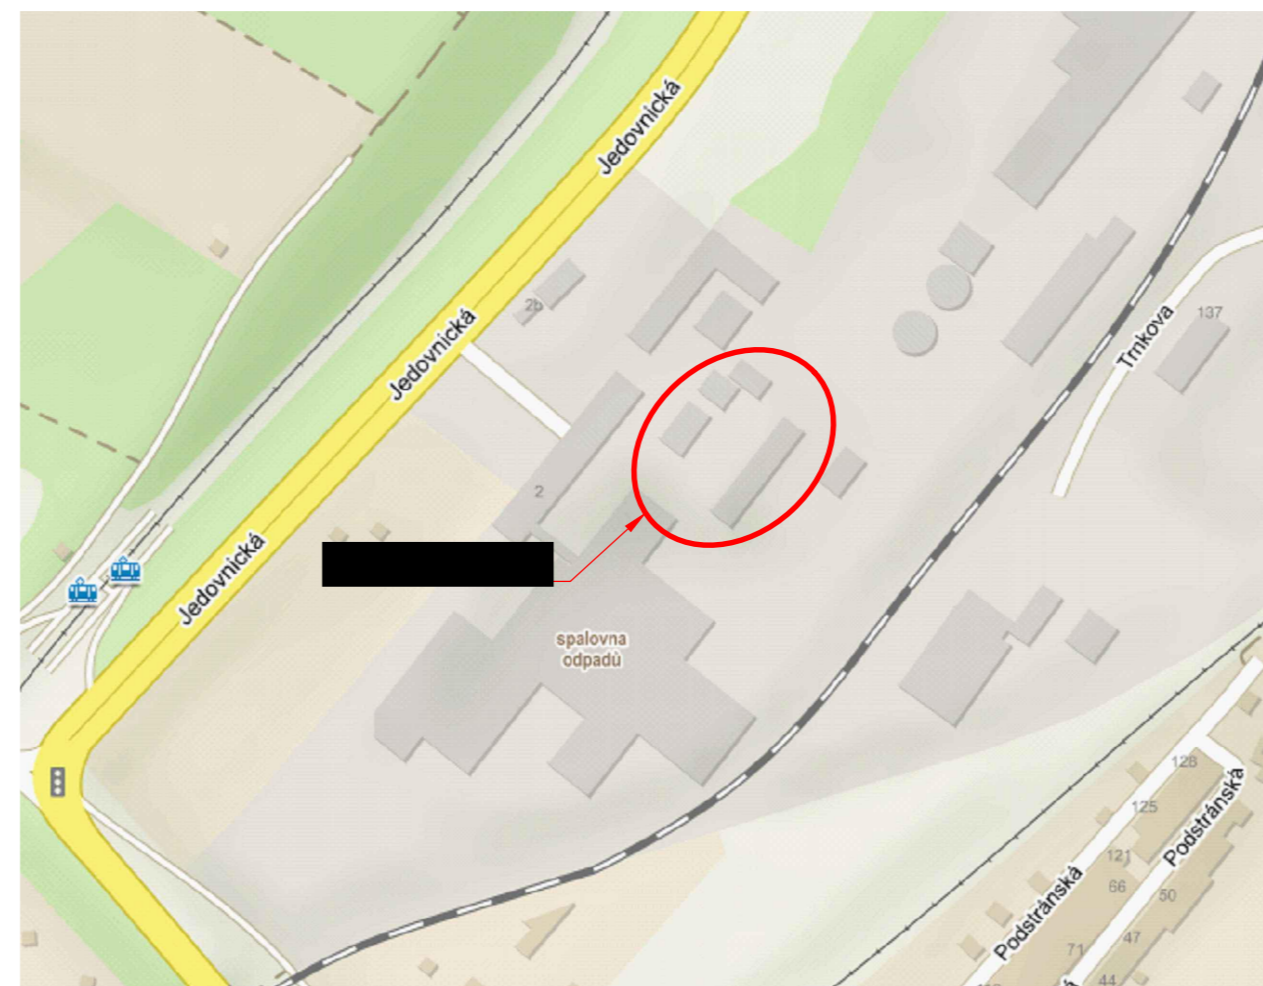 Jedovnická
2b
Jedovnická
137
Trnkova
2
Jedovnická
spalovna
odpadů
128
125
Podstránská
121
66
50
Podstránská
47
71
44